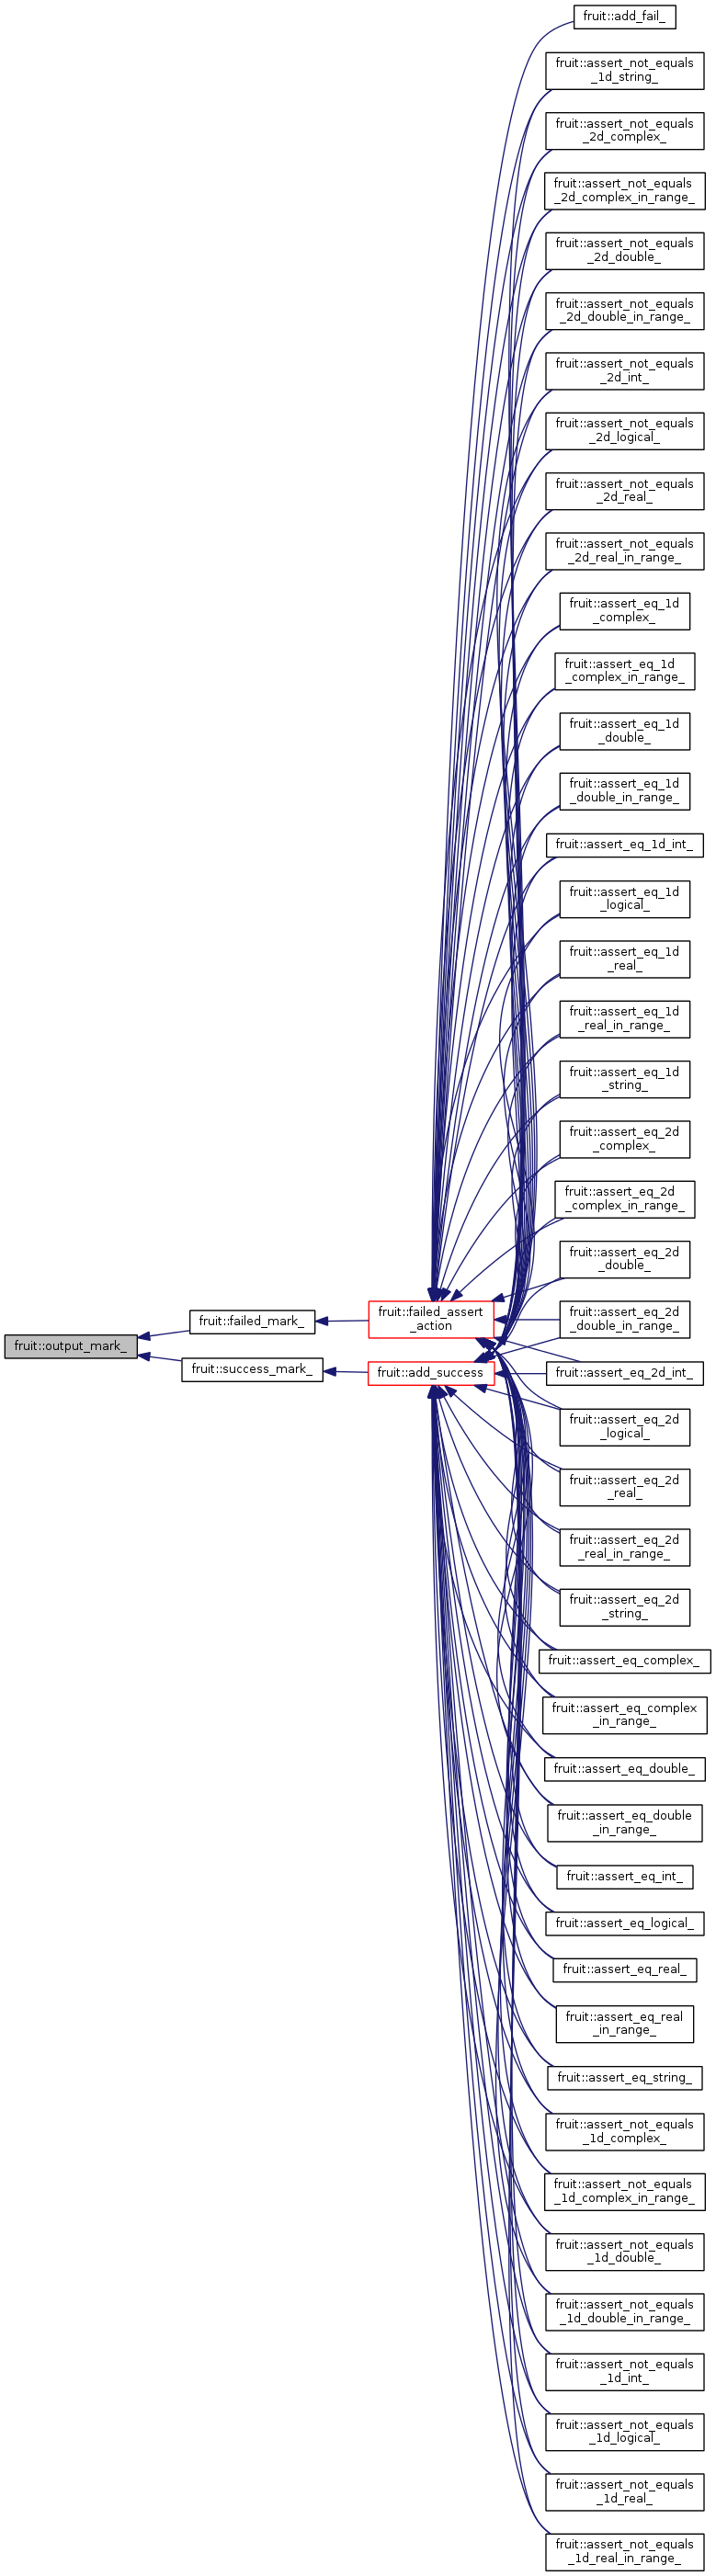 fruit::output_mark_
fruit::failed_mark_
fruit::success_mark_
fruit::failed_assert
_action
fruit::add_success
fruit::add_fail_
fruit::assert_not_equals
_1d_string_
fruit::assert_not_equals
_2d_complex_
fruit::assert_not_equals
_2d_complex_in_range_
fruit::assert_not_equals
_2d_double_
fruit::assert_not_equals
_2d_double_in_range_
fruit::assert_not_equals
_2d_int_
fruit::assert_not_equals
_2d_logical_
fruit::assert_not_equals
_2d_real_
fruit::assert_not_equals
_2d_real_in_range_
fruit::assert_eq_1d
_complex_
fruit::assert_eq_1d
_complex_in_range_
fruit::assert_eq_1d
_double_
fruit::assert_eq_1d
_double_in_range_
fruit::assert_eq_1d_int_
fruit::assert_eq_1d
_logical_
fruit::assert_eq_1d
_real_
fruit::assert_eq_1d
_real_in_range_
fruit::assert_eq_1d
_string_
fruit::assert_eq_2d
_complex_
fruit::assert_eq_2d
_complex_in_range_
fruit::assert_eq_2d
_double_
fruit::assert_eq_2d
_double_in_range_
fruit::assert_eq_2d_int_
fruit::assert_eq_2d
_logical_
fruit::assert_eq_2d
_real_
fruit::assert_eq_2d
_real_in_range_
fruit::assert_eq_2d
_string_
fruit::assert_eq_complex_
fruit::assert_eq_complex
_in_range_
fruit::assert_eq_double_
fruit::assert_eq_double
_in_range_
fruit::assert_eq_int_
fruit::assert_eq_logical_
fruit::assert_eq_real_
fruit::assert_eq_real
_in_range_
fruit::assert_eq_string_
fruit::assert_not_equals
_1d_complex_
fruit::assert_not_equals
_1d_complex_in_range_
fruit::assert_not_equals
_1d_double_
fruit::assert_not_equals
_1d_double_in_range_
fruit::assert_not_equals
_1d_int_
fruit::assert_not_equals
_1d_logical_
fruit::assert_not_equals
_1d_real_
fruit::assert_not_equals
_1d_real_in_range_